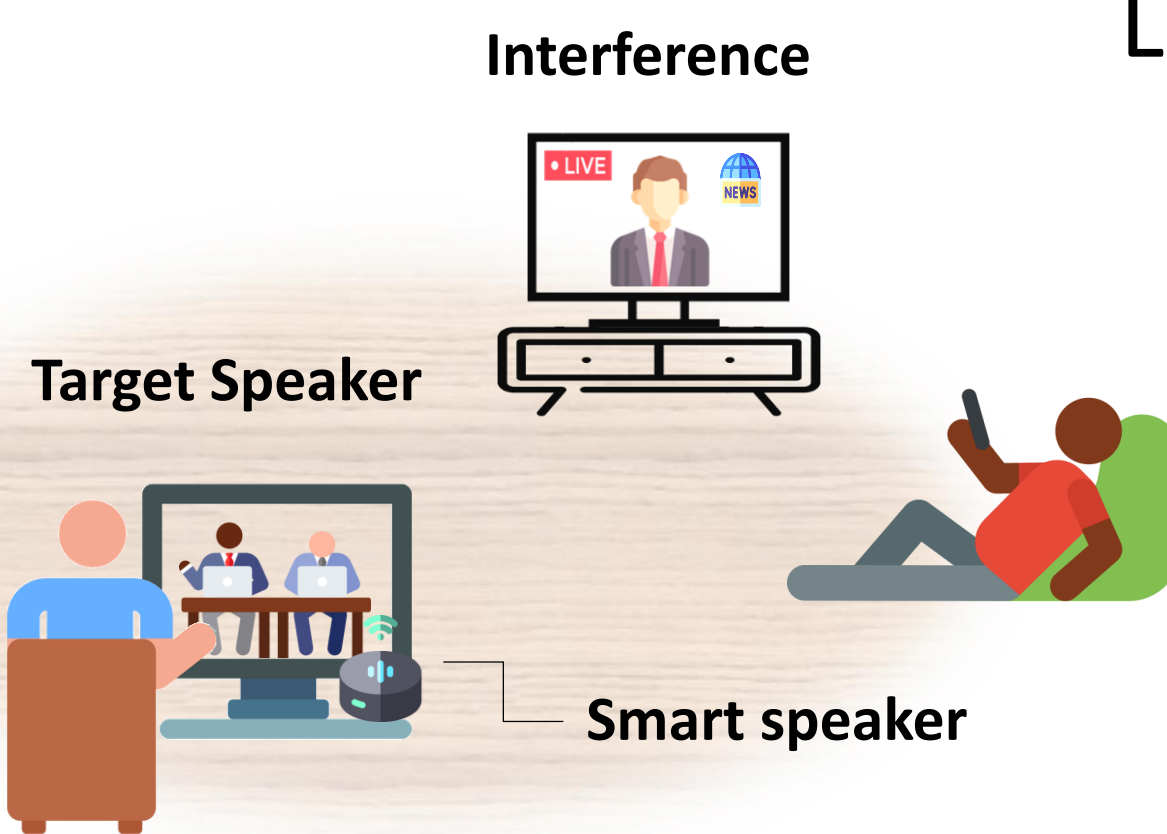 L
Interference
• LIVE
NEWS
Target Speaker
Smart speaker